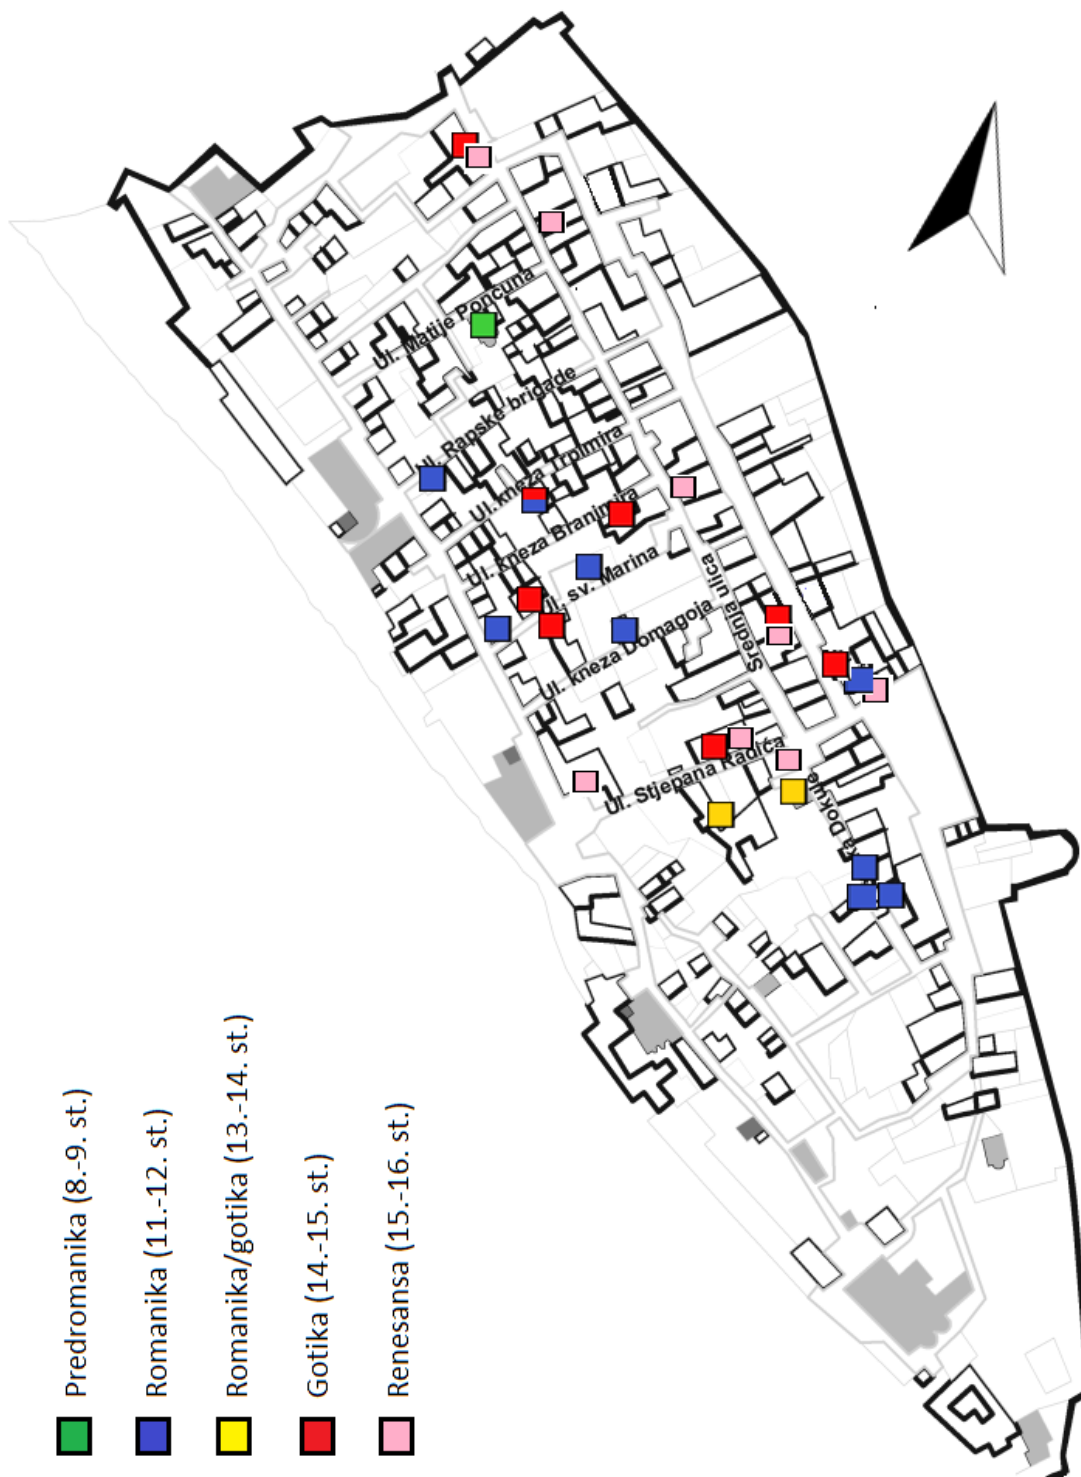 Ul. Matije Pončuna
Ul. Rapske brigade
Ul. kneza Trpimira
Ul. kneza Branimira
Ul. sv. Marina
Ul. kneza Domagoja
Srednja ulica
Ul. Stjepana Radića
ka Dokule
Predromanika (8.-9. st.)
Romanika (11.-12. st.)
Romanika/gotika (13.-14. st.)
Gotika (14.-15. st.)
Renesansa (15.-16. st.)